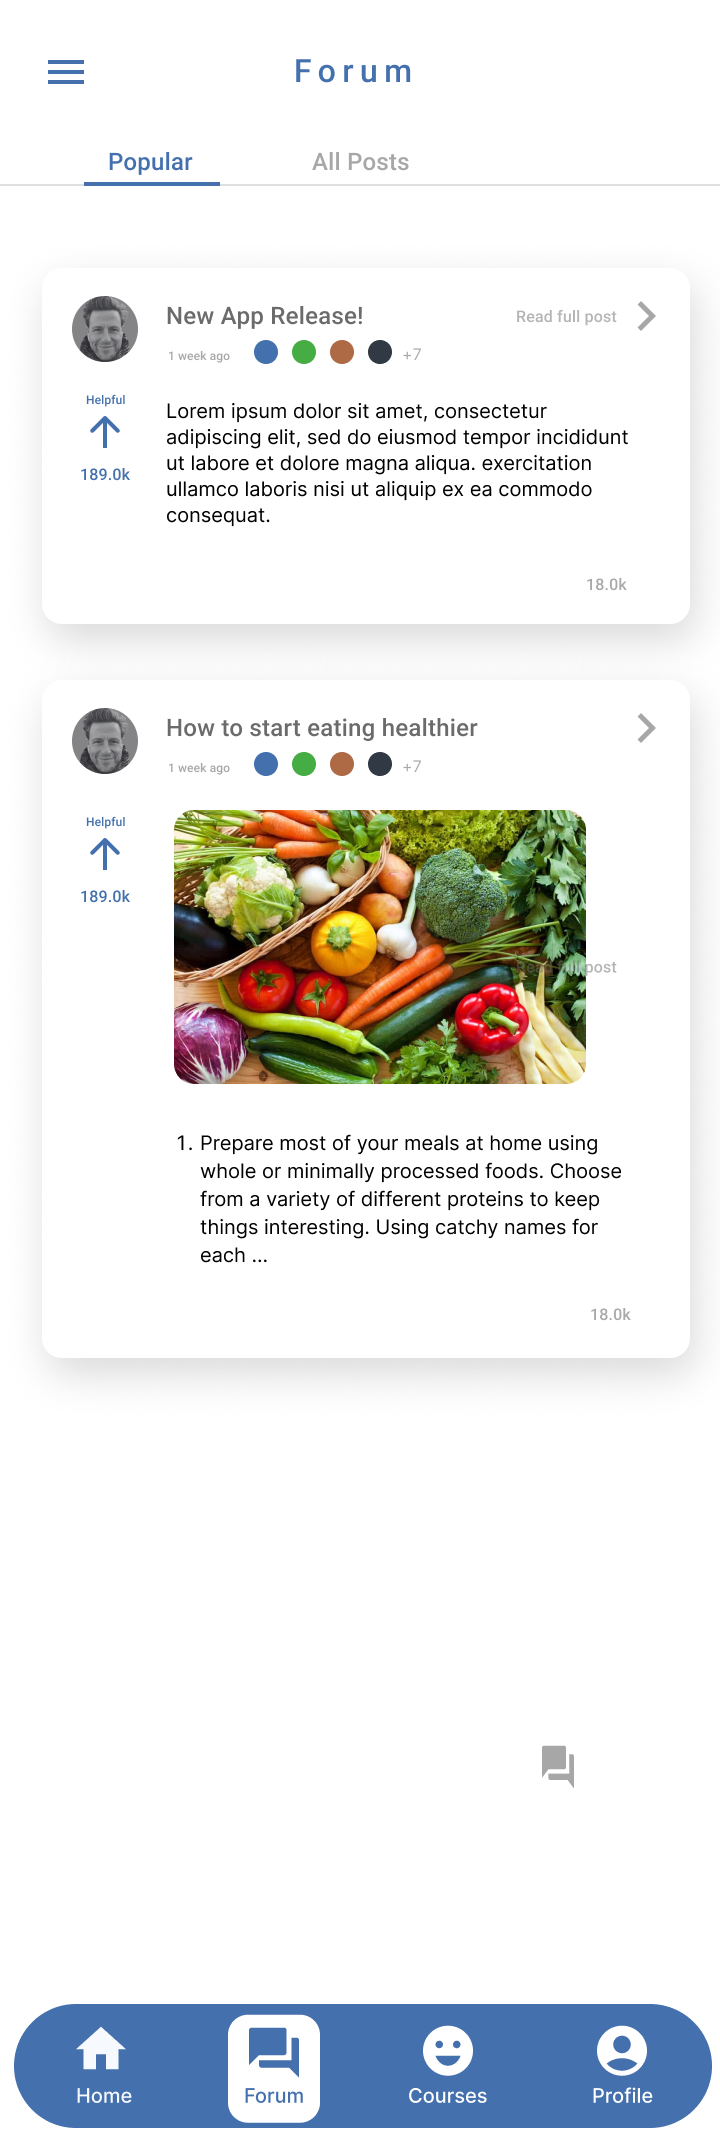 Forum
Popular
All Posts
New App Release!
Read full post
1 week ago
+7
Helpful
189.0k
Lorem ipsum dolor sit amet, consectetur
adipiscing elit, sed do eiusmod tempor incididunt
ut labore et dolore magna aliqua. exercitation
ullamco laboris nisi ut aliquip ex ea commodo
consequat.
18.0k
How to start eating healthier
1 week ago
+7
Helpful
189.0k
Read full post
1. Prepare most of your meals at home using
whole or minimally processed foods. Choose
from a variety of different proteins to keep
things interesting. Using catchy names for
each ...
18.0k
Home
Forum
Courses
Profile